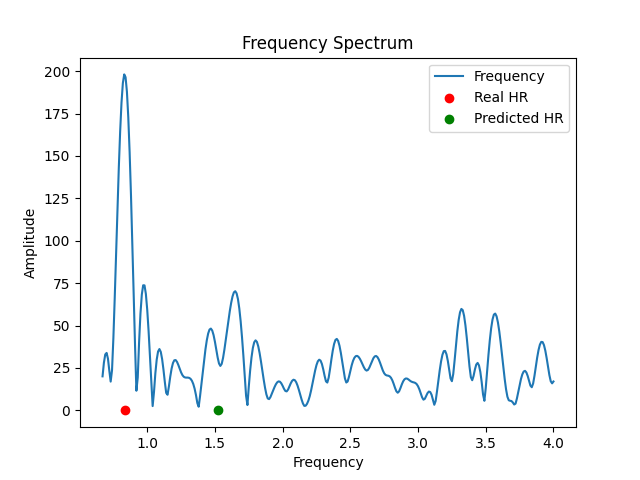 Frequency Spectrum
Frequency
Real HR
Predicted HR
200
175
150
125
100
75
50
25
0
Amplitude
1.0 1.5 2.0 2.5 3.0 3.5 4.0
Frequency